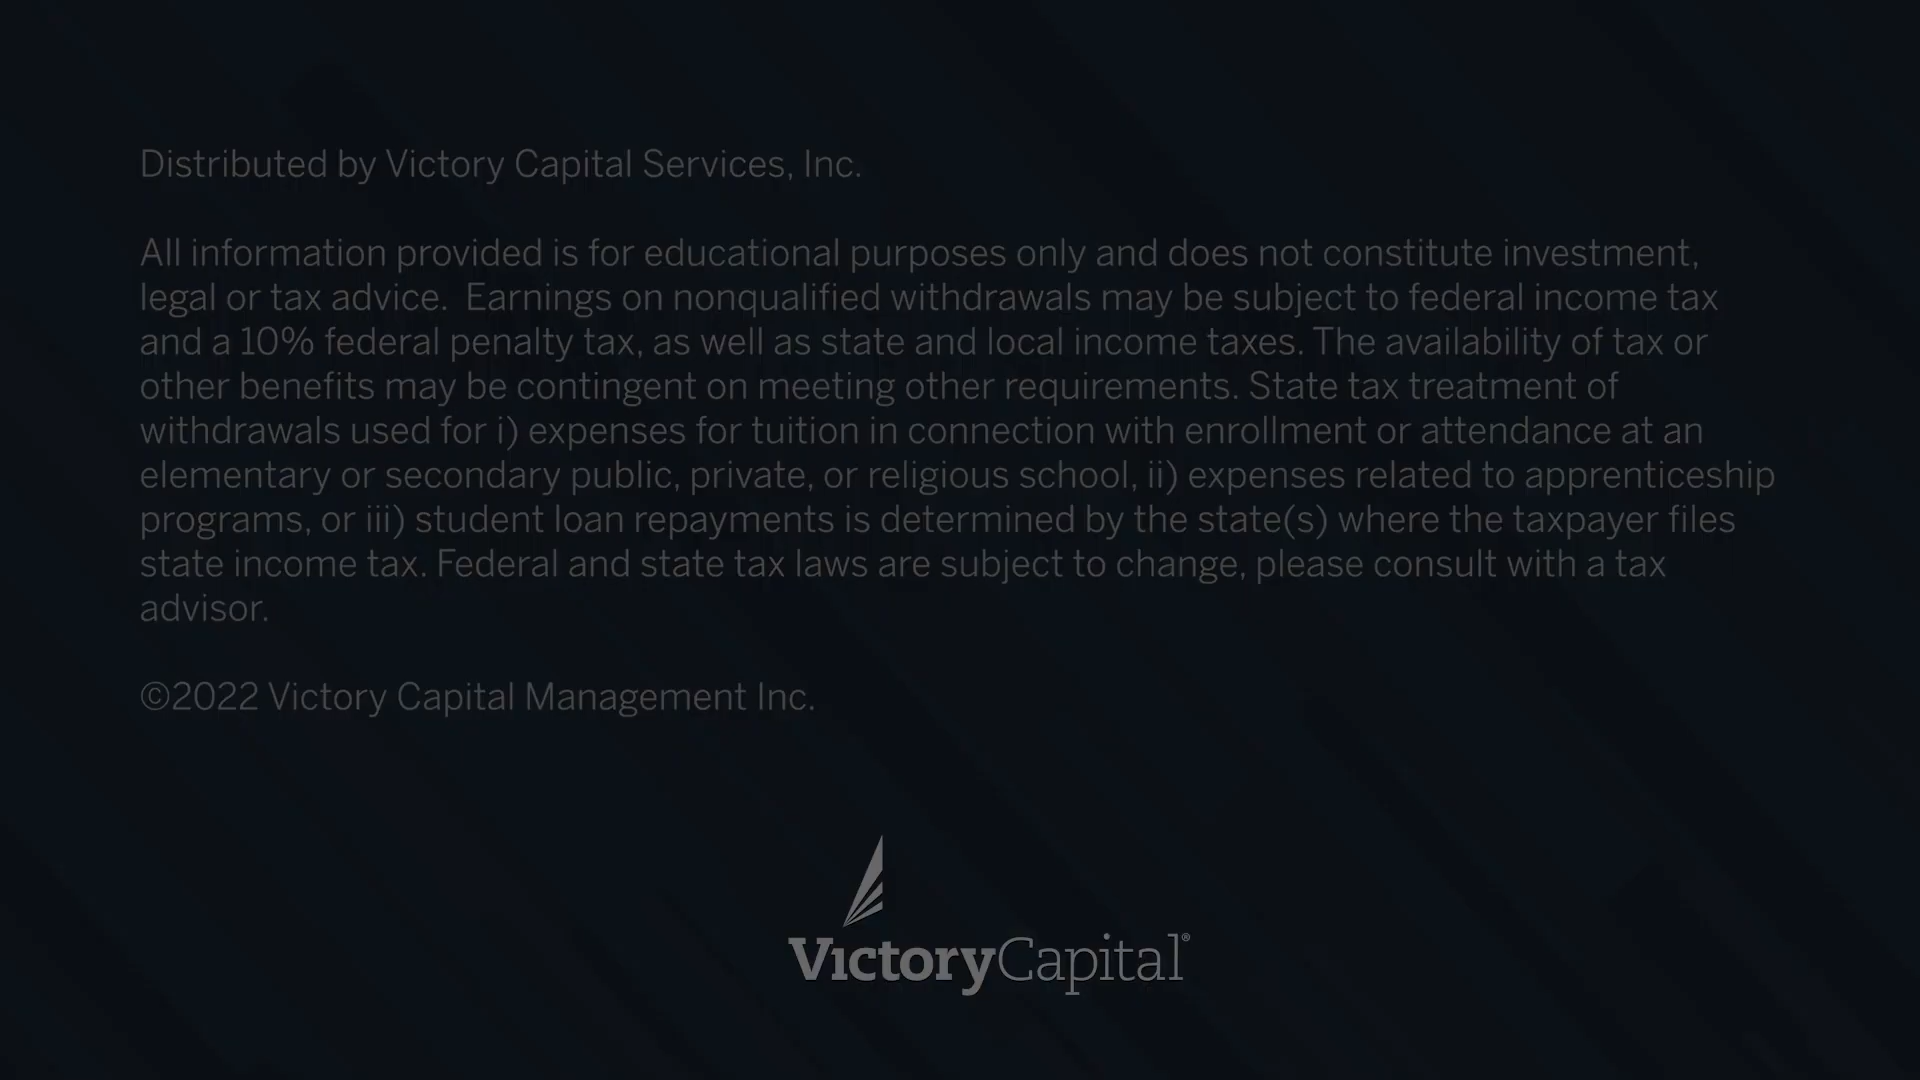 Distributed by Victory Capital Services, Inc.
All information provided is for educational purposes only and does not constitute investment,
legal or tax advice.  Earnings on nonqualified withdrawals may be subject to federal income tax
and a 10% federal penalty tax, as well as state and local income taxes. The availability of tax or
other benefits may be contingent on meeting other requirements. State tax treatment of
withdrawals used for i) expenses for tuition in connection with enrollment or attendance at an
elementary or secondary public, private, or religious school, ii) expenses related to apprenticeship
programs, or iii) student loan repayments is determined by the state(s) where the taxpayer files
state income tax. Federal and state tax laws are subject to change, please consult with a tax
advisor.
©2022 Victory Capital Management Inc.
VictoryCapital®